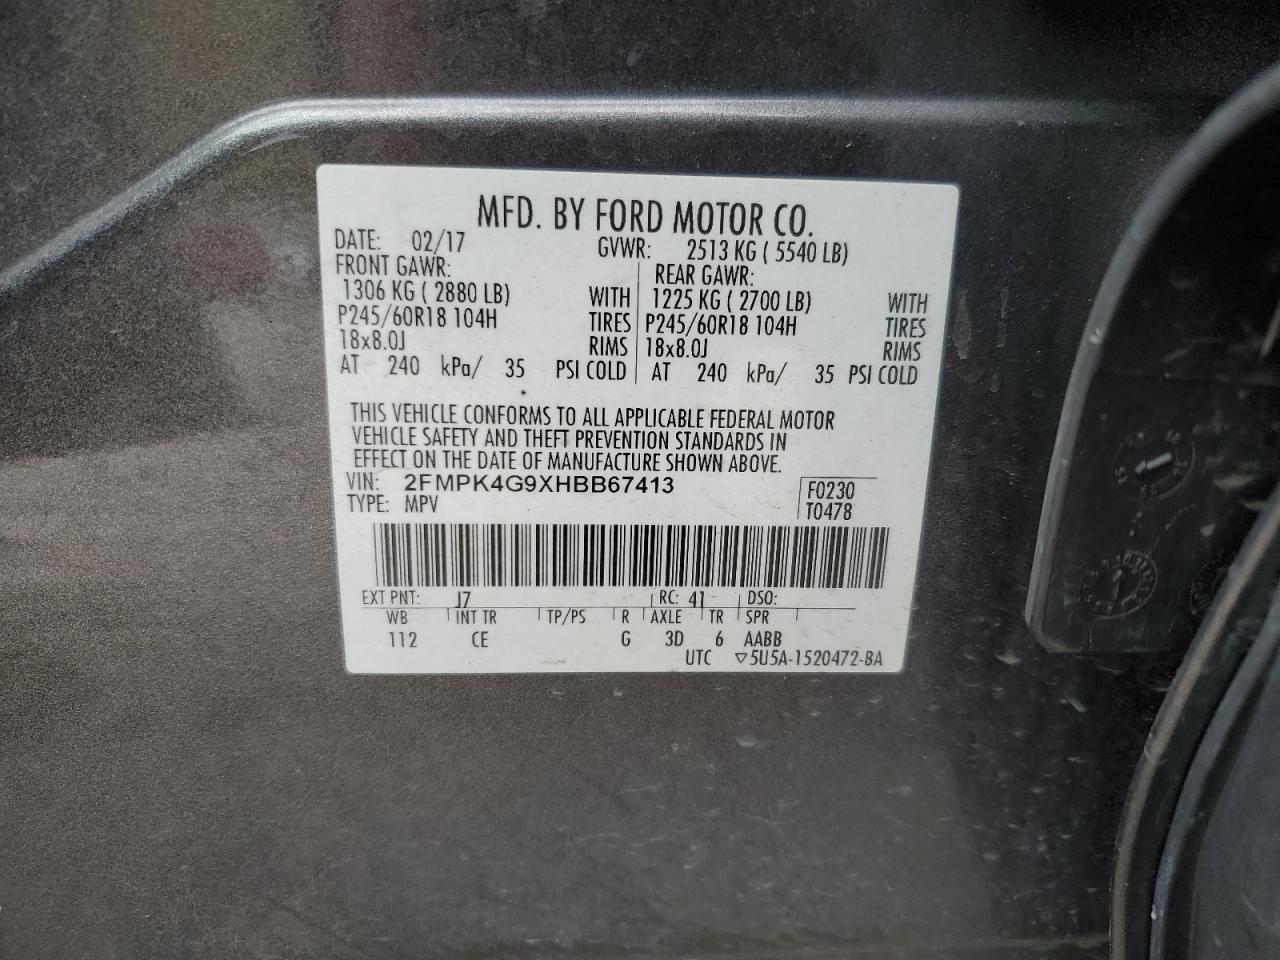 MFD. BY FORD MOTOR CO.
DATE: 02/17 GVWR: 2513 KG ( 5540 LB)
FRONT GAWR: REAR GAWR:
1306 KG ( 2880 LB) WITH 1225 KG ( 2700 LB) WITH
P245/60R18 104H TIRES P245/60R18 104H TIRES
18x8.0J RIMS 18x8.0J RIMS
AT 240 kPa/ 35 PSI COLD AT 240 kPa/ 35 PSI COLD
THIS VEHICLE CONFORMS TO ALL APPLICABLE FEDERAL MOTOR
VEHICLE SAFETY AND THEFT PREVENTION STANDARDS IN
EFFECT ON THE DATE OF MANUFACTURE SHOWN ABOVE.
VIN: 2FMPK4G9XHBB67413 F0230
TYPE: MPV T0478
EXT PNT: J7 RC: 41 DSO:
WB INT TR TP/PS R AXLE TR SPR
112 CE G 3D 6 AABB
UTC ▽5U5A-1520472-BA